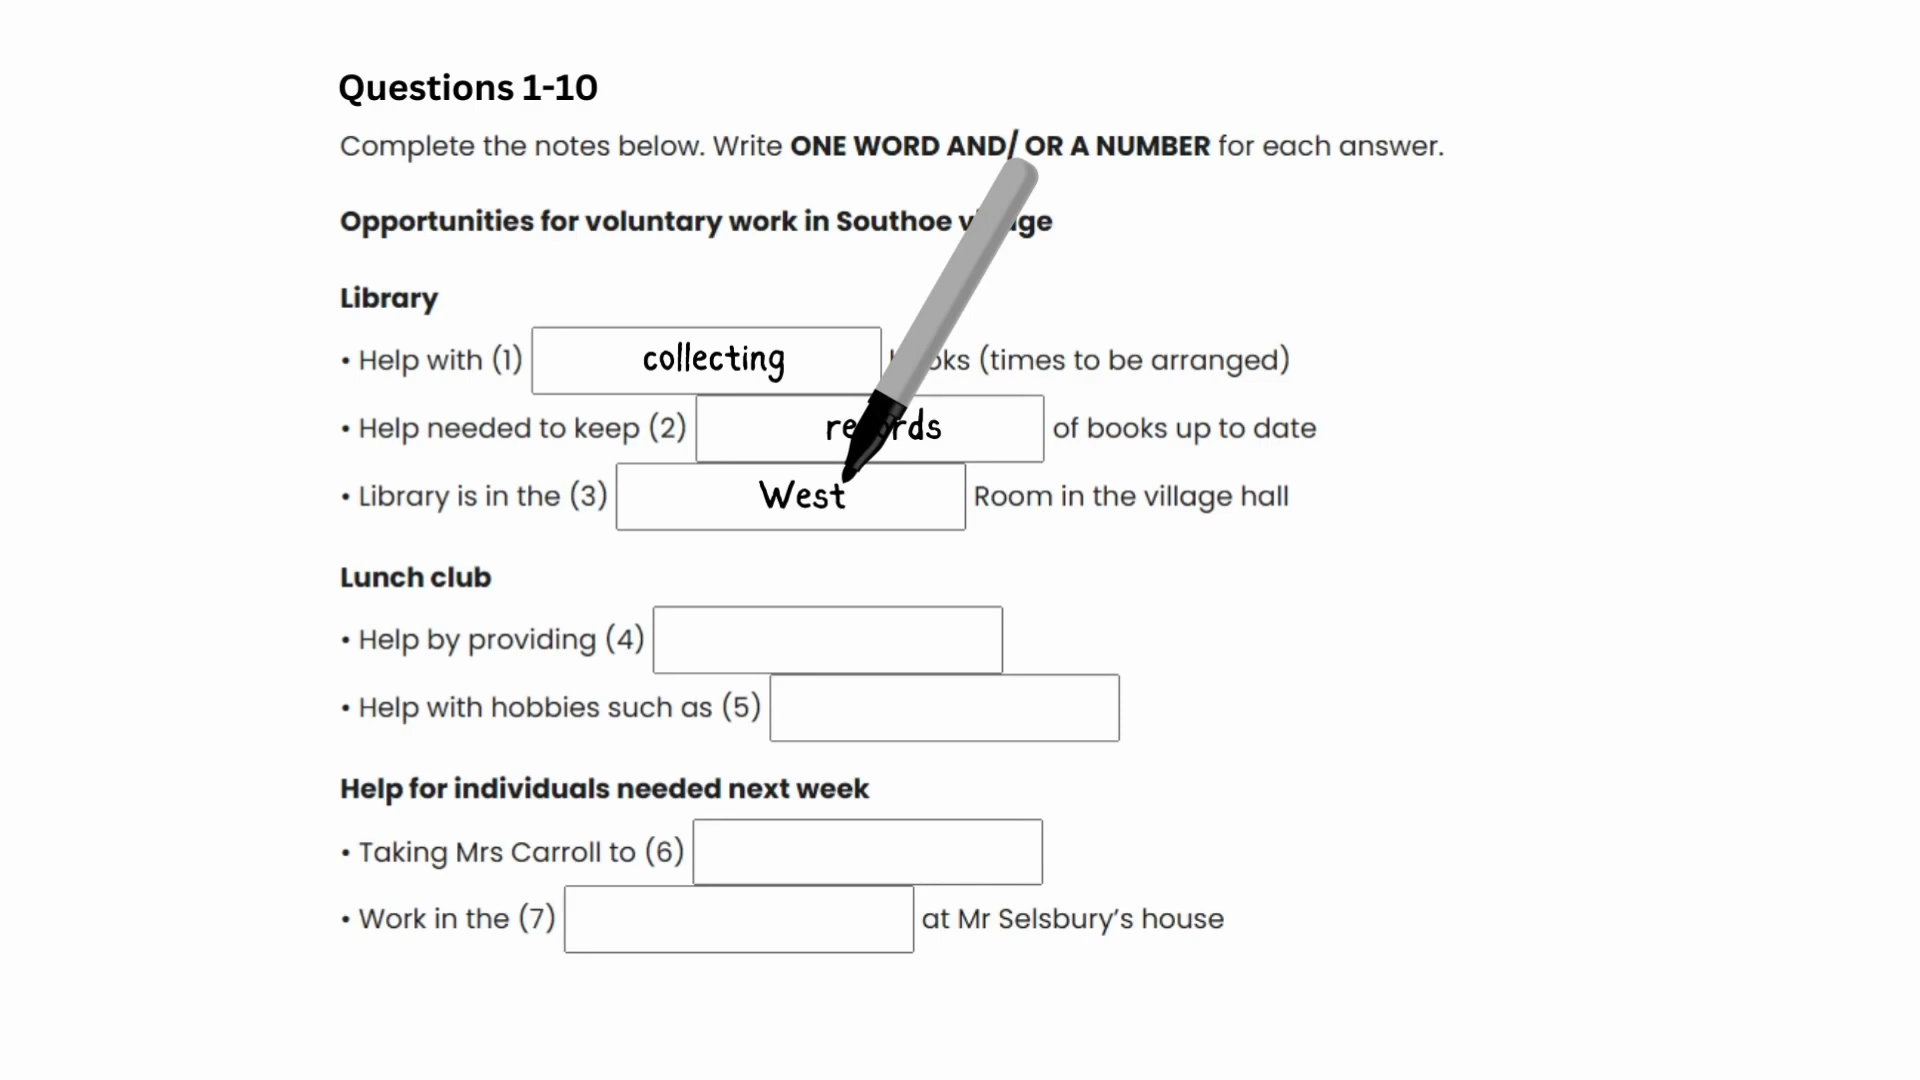 Questions 1-10
Complete the notes below. Write ONE WORD AND/ OR A NUMBER for each answer.
Opportunities for voluntary work in Southoe
Library
• Help with (1) collecting (times to be arranged)
• Help needed to keep (2) records of books up to date
• Library is in the (3) West Room in the village hall
Lunch club
• Help by providing (4)
• Help with hobbies such as (5)
Help for individuals needed next week
• Taking Mrs Carroll to (6)
• Work in the (7) at Mr Selsbury's house